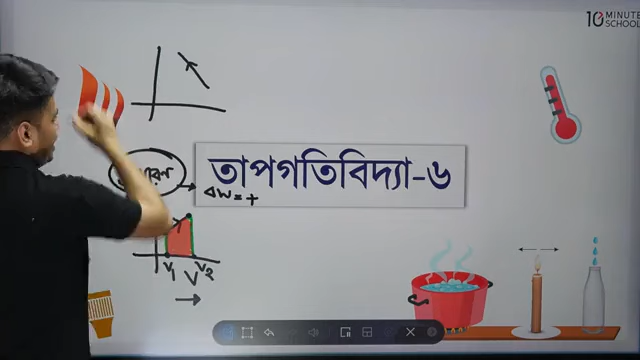 10 MINUTE
SCHOOL
তাপগতিবিদ্যা-৬
ΔW = +
V₁ V V₂